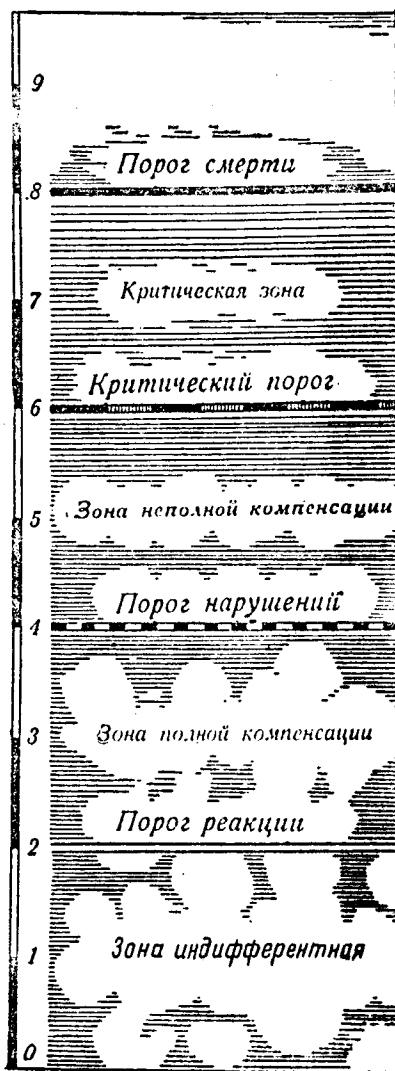 9
Порог смерти
8
Критическая зона
7
Критический порог
6
Зона неполной компенсации
5
Порог нарушений
4
Зона полной компенсации
3
Порог реакции
2
Зона индифферентная
1
0